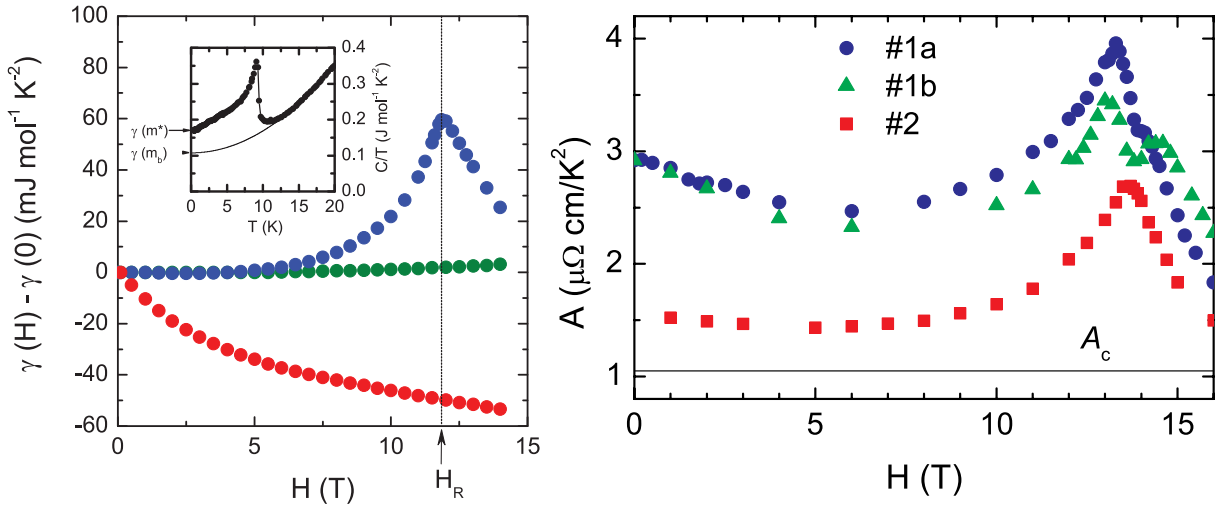 γ (H) - γ (0) (mJ mol⁻¹ K⁻²)
100
80
60
40
20
0
-20
-40
-60
0 5 10 15
H (T)
H_R
γ (m*)
γ (m_b)
0.4
0.3
0.2
0.1
0.0
C/T (J mol⁻¹ K⁻²)
0 5 10 15 20
T (K)
A (μΩ cm/K²)
4
3
2
1
#1a
#1b
#2
A_c
0 5 10 15
H (T)